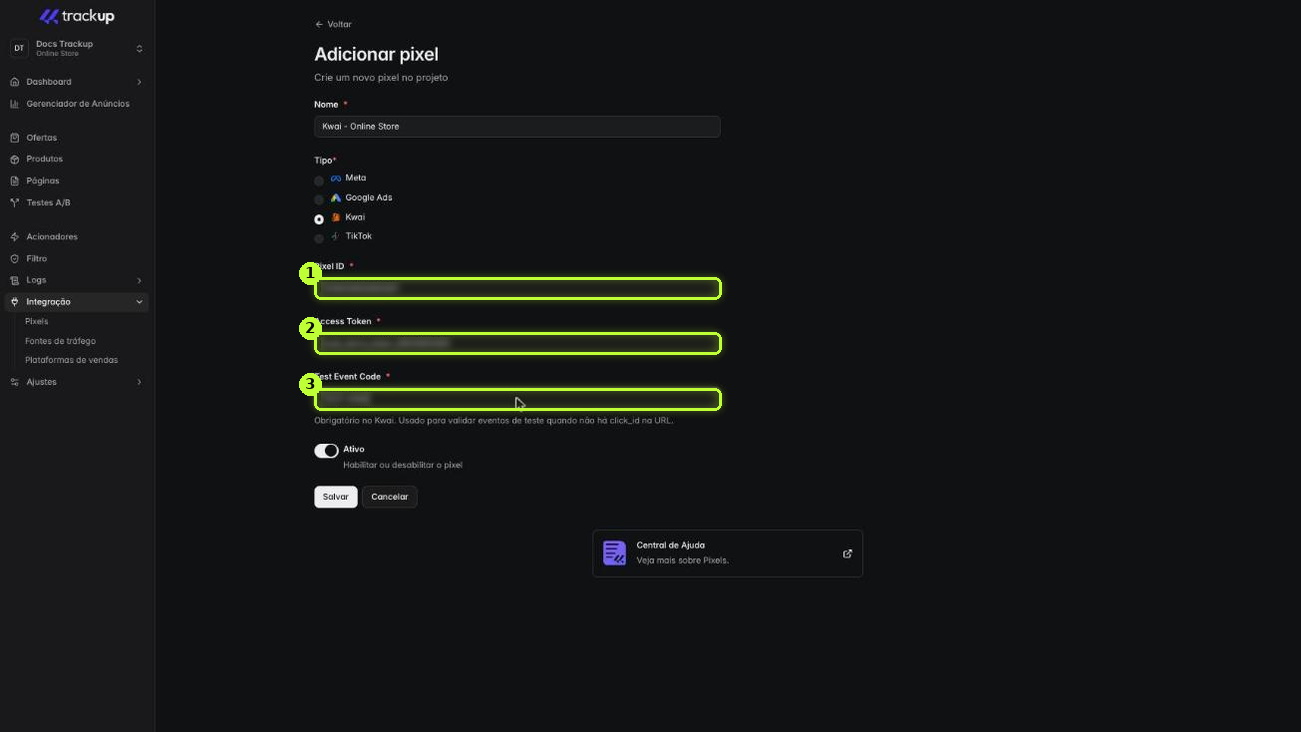 trackup
DT
Docs Trackup
Online Store
Dashboard
Gerenciador de Anúncios
Ofertas
Produtos
Páginas
Testes A/B
Acionadores
Filtro
Logs
Integração
Pixels
Fontes de tráfego
Plataformas de vendas
Ajustes
← Voltar
Adicionar pixel
Crie um novo pixel no projeto
Nome *
Kwai - Online Store
Tipo*
Meta
Google Ads
Kwai
TikTok
1
ixel ID *
2
ccess Token *
3
Test Event Code *
Obrigatório no Kwai. Usado para validar eventos de teste quando não há click_id na URL.
Ativo
Habilitar ou desabilitar o pixel
Salvar
Cancelar
Central de Ajuda
Veja mais sobre Pixels.